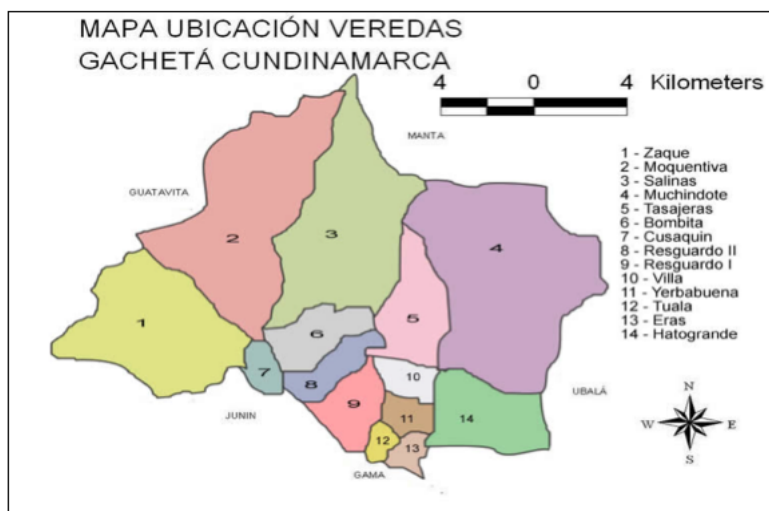 MAPA UBICACIÓN VEREDAS
GACHETÁ CUNDINAMARCA
4 0 4 Kilometers
MANTA
GUATAVITA
1 - Zaque
2 - Moquentiva
3 - Salinas
4 - Muchindote
5 - Tasajeras
6 - Bombita
7 - Cusaquin
8 - Resguardo II
9 - Resguardo I
10 - Villa
11 - Yerbabuena
12 - Tuala
13 - Eras
14 - Hatogrande
2
3
4
1
5
6
7
8
10
9
11
12
13
14
JUNIN
UBALÁ
GAMA
N
W E
S